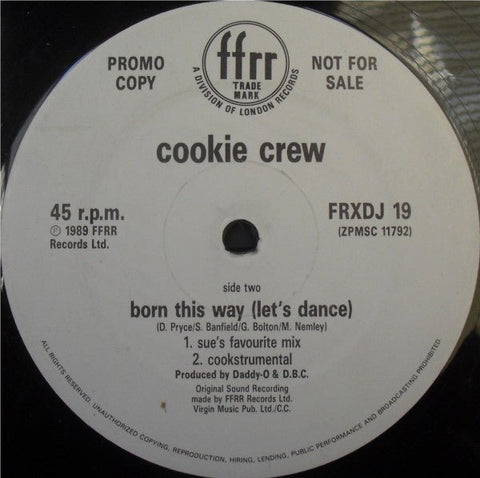 PROMO
COPY
ffrr
TRADE
MARK
A DIVISION OF LONDON RECORDS
NOT FOR
SALE
cookie crew
45 r.p.m.
℗ 1989 FFRR
Records Ltd.
FRXDJ 19
(ZPMSC 11792)
side two
born this way (let's dance)
(D. Pryce/S. Banfield/G. Bolton/M. Nemley)
1. sue's favourite mix
2. cookstrumental
Produced by Daddy-O & D.B.C.
Original Sound Recording
made by FFRR Records Ltd.
Virgin Music Pub. Ltd./C.C.
ALL RIGHTS RESERVED. UNAUTHORIZED COPYING, REPRODUCTION, HIRING, LENDING, PUBLIC PERFORMANCE AND BROADCASTING PROHIBITED